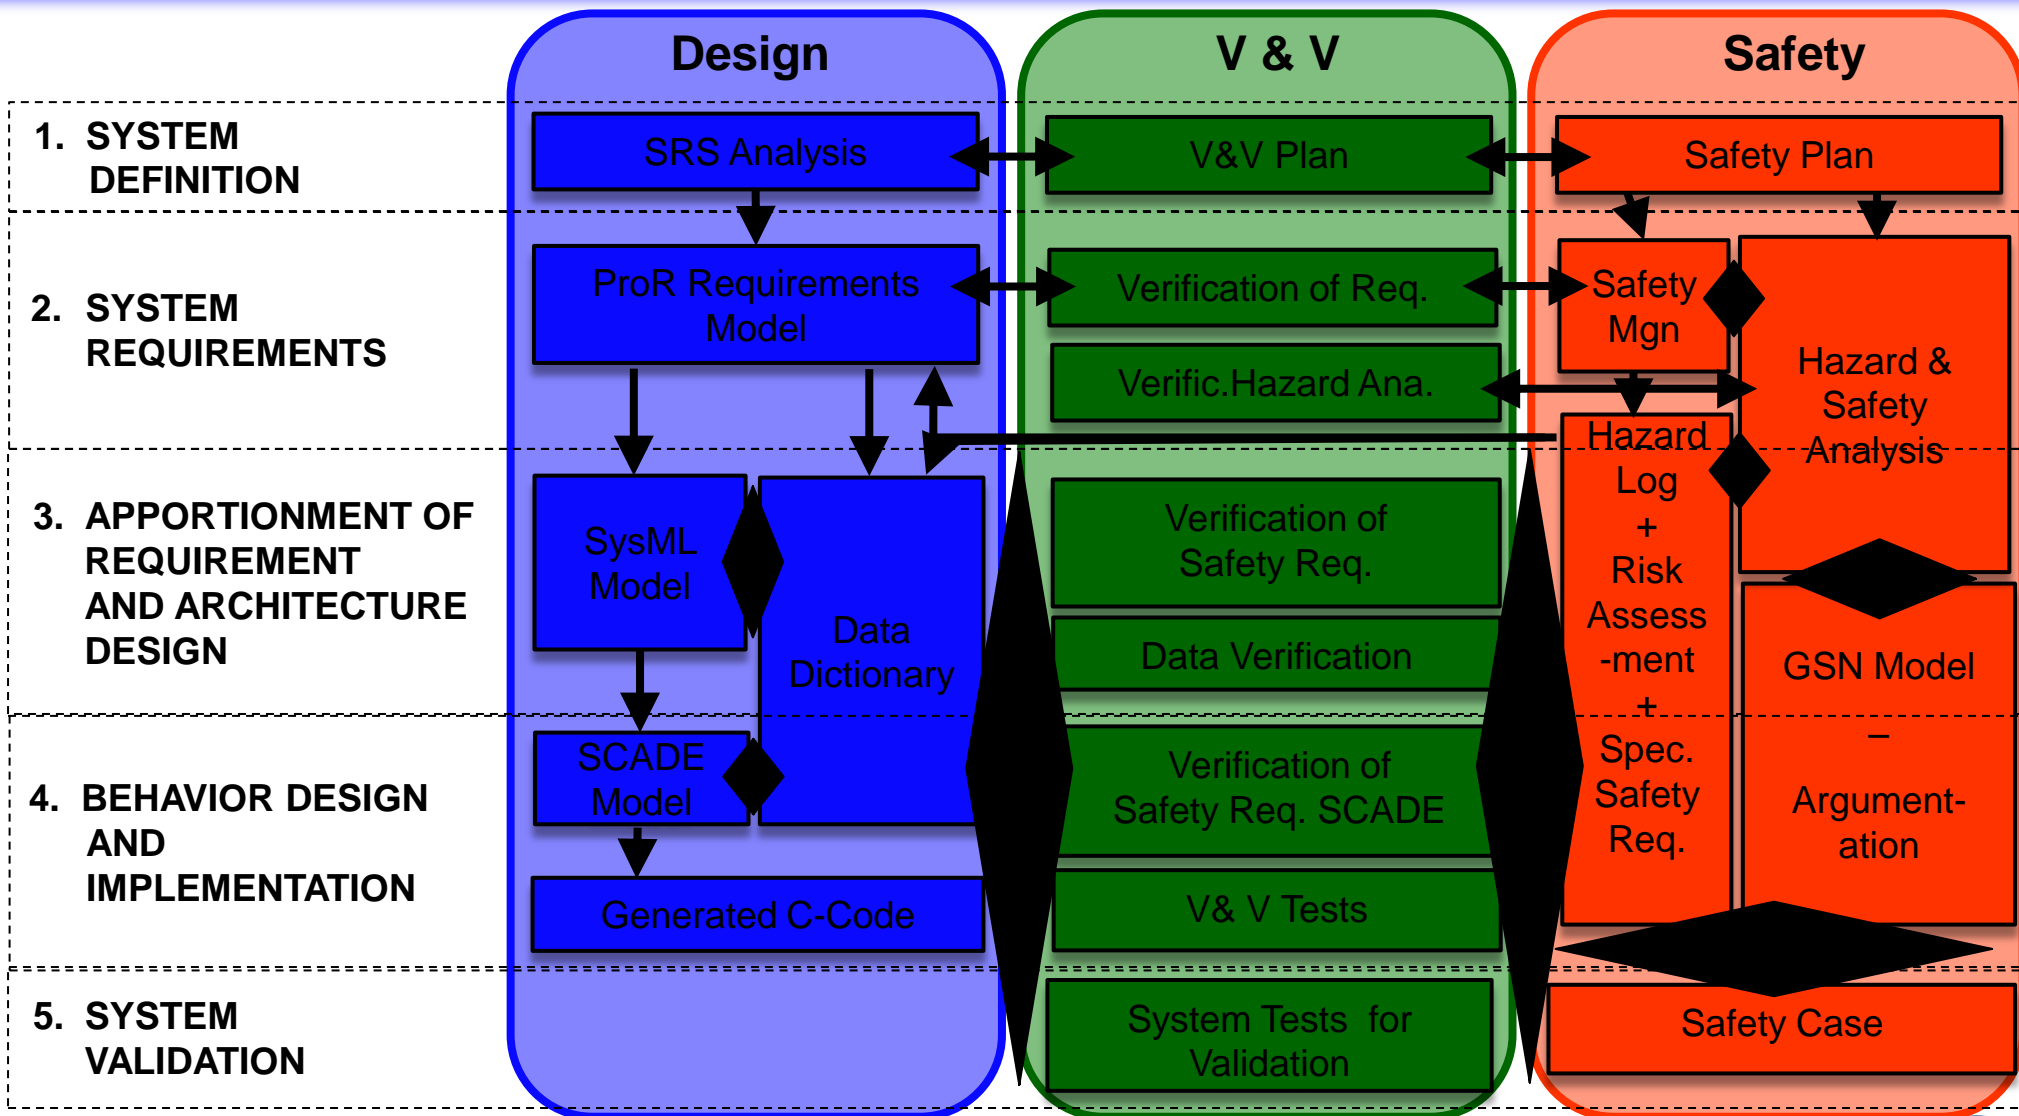 Design
V & V
Safety
1. SYSTEM
DEFINITION
SRS Analysis
V&V Plan
Safety Plan
2. SYSTEM
REQUIREMENTS
ProR Requirements
Model
Verification of Req.
Verific.Hazard Ana.
Safety
Mgn
Hazard &
Safety
Analysis
3. APPORTIONMENT OF
REQUIREMENT
AND ARCHITECTURE
DESIGN
SysML
Model
Data
Dictionary
Verification of
Safety Req.
Data Verification
Hazard
Log
+
Risk
Assess
-ment
+
Spec.
Safety
Req.
GSN Model
–
Argument-
ation
4. BEHAVIOR DESIGN
AND
IMPLEMENTATION
SCADE
Model
Generated C-Code
Verification of
Safety Req. SCADE
V& V Tests
5. SYSTEM
VALIDATION
System Tests for
Validation
Safety Case